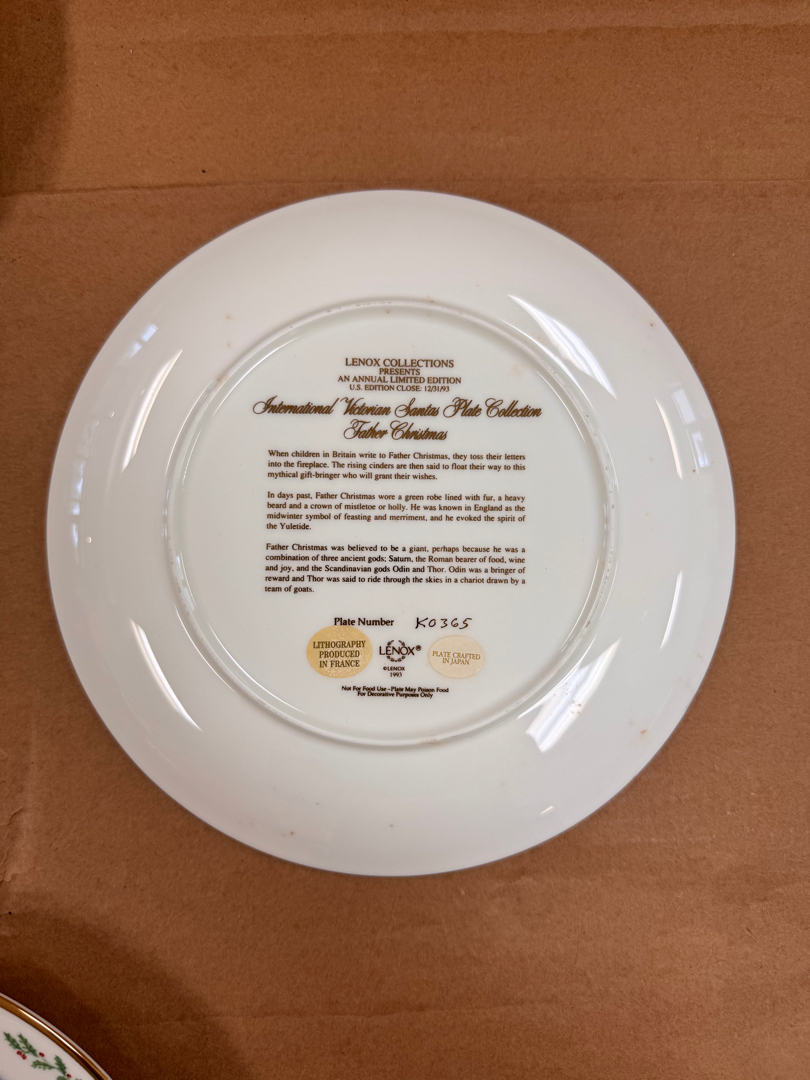 LENOX COLLECTIONS
PRESENTS
AN ANNUAL LIMITED EDITION
U.S. EDITION CLOSE: 12/31/93
International Victorian Santas Plate Collection
Father Christmas
When children in Britain write to Father Christmas, they toss their letters
into the fireplace. The rising cinders are then said to float their way to this
mythical gift-bringer who will grant their wishes.
In days past, Father Christmas wore a green robe lined with fur, a heavy
beard and a crown of mistletoe or holly. He was known in England as the
midwinter symbol of feasting and merriment, and he evoked the spirit of
the Yuletide.
Father Christmas was believed to be a giant, perhaps because he was a
combination of three ancient gods; Saturn, the Roman bearer of food, wine
and joy, and the Scandinavian gods Odin and Thor. Odin was a bringer of
reward and Thor was said to ride through the skies in a chariot drawn by a
team of goats.
Plate Number K0365
LITHOGRAPHY
PRODUCED
IN FRANCE
LENOX®
©LENOX
1993
PLATE CRAFTED
IN JAPAN
Not For Food Use - Plate May Poison Food
For Decorative Purposes Only